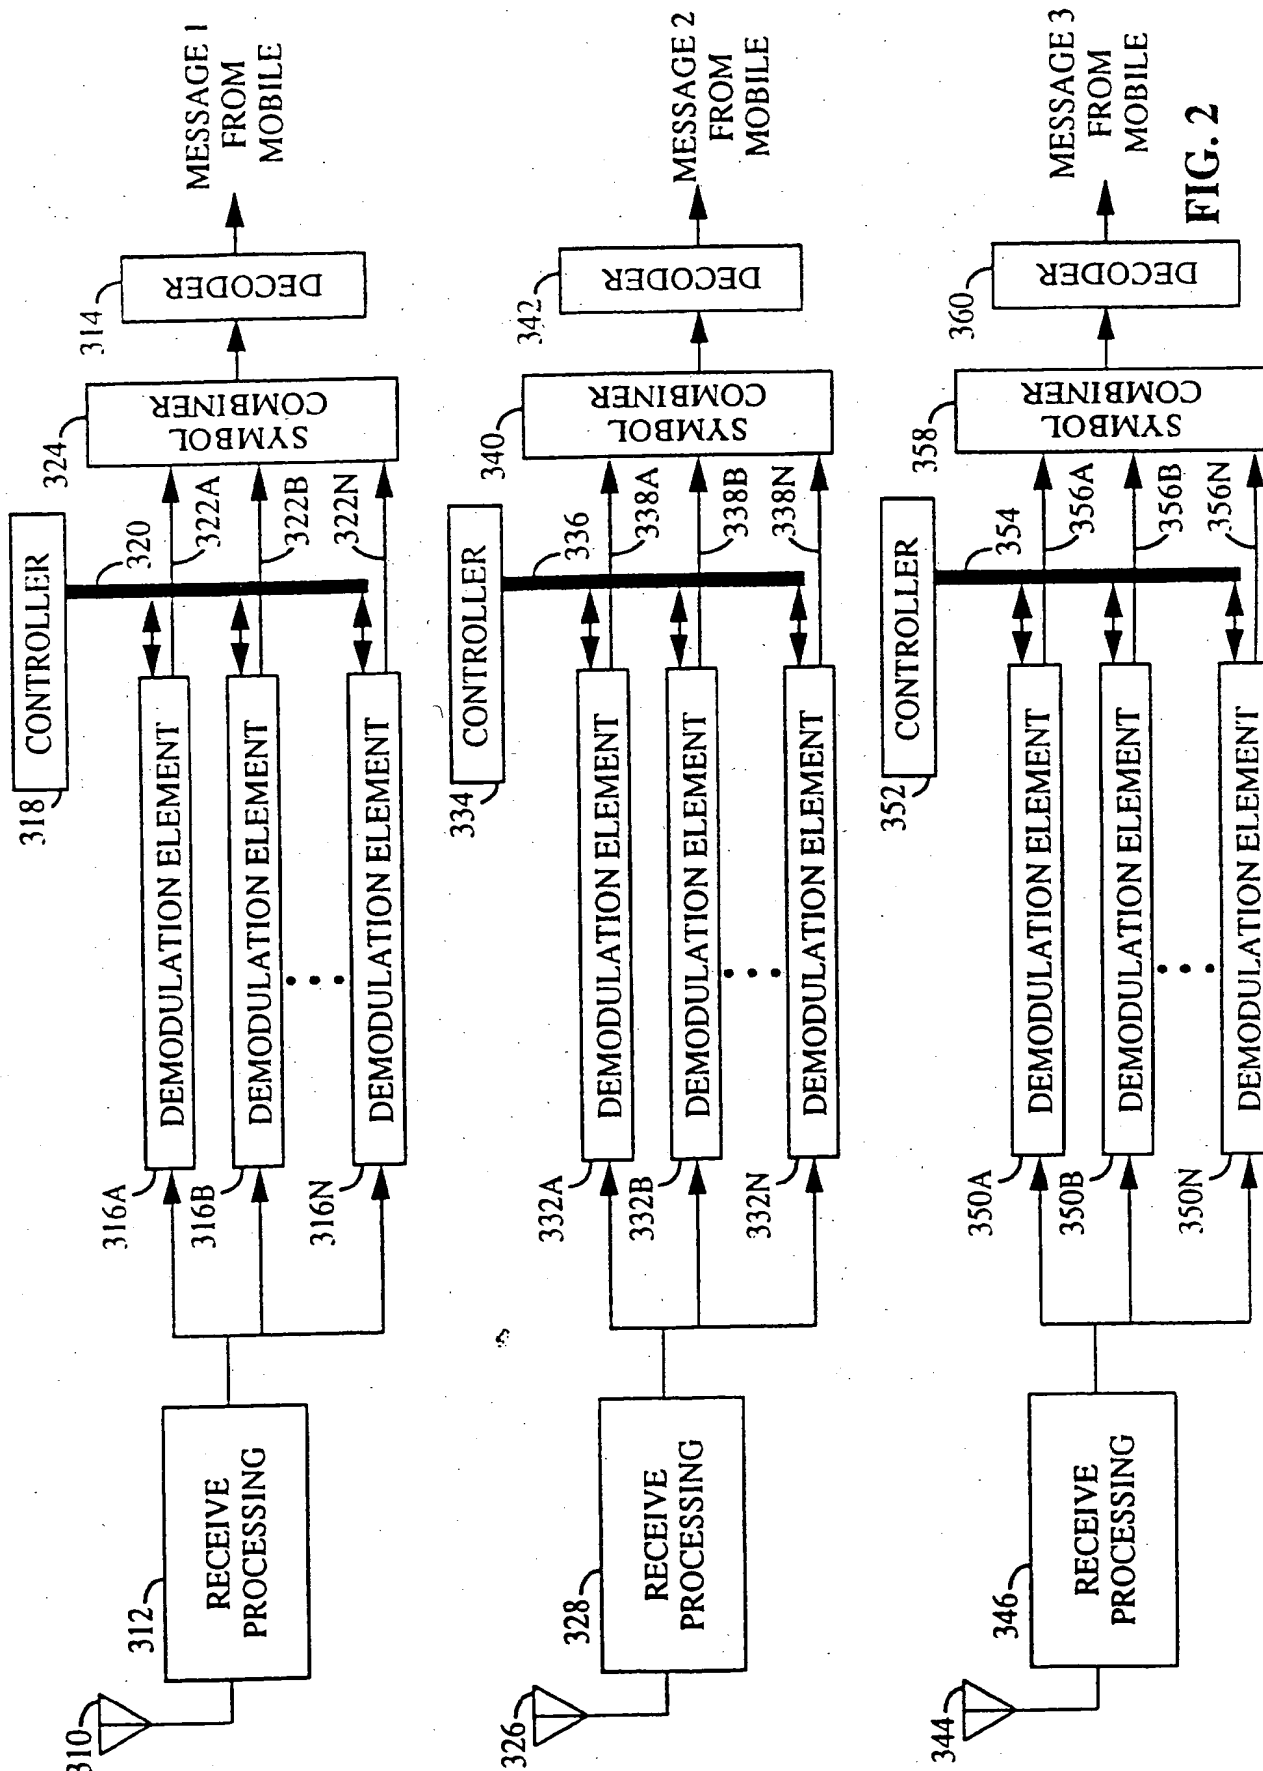 310
312
RECEIVE
PROCESSING
316A
316B
316N
DEMODULATION ELEMENT
DEMODULATION ELEMENT
DEMODULATION ELEMENT
318
CONTROLLER
320
322A
322B
322N
324
SYMBOL
COMBINER
314
DECODER
MESSAGE 1
FROM
MOBILE
326
328
RECEIVE
PROCESSING
332A
332B
332N
DEMODULATION ELEMENT
DEMODULATION ELEMENT
DEMODULATION ELEMENT
334
CONTROLLER
336
338A
338B
338N
340
SYMBOL
COMBINER
342
DECODER
MESSAGE 2
FROM
MOBILE
344
346
RECEIVE
PROCESSING
350A
350B
350N
DEMODULATION ELEMENT
DEMODULATION ELEMENT
DEMODULATION ELEMENT
352
CONTROLLER
354
356A
356B
356N
358
SYMBOL
COMBINER
360
DECODER
MESSAGE 3
FROM
MOBILE
FIG. 2